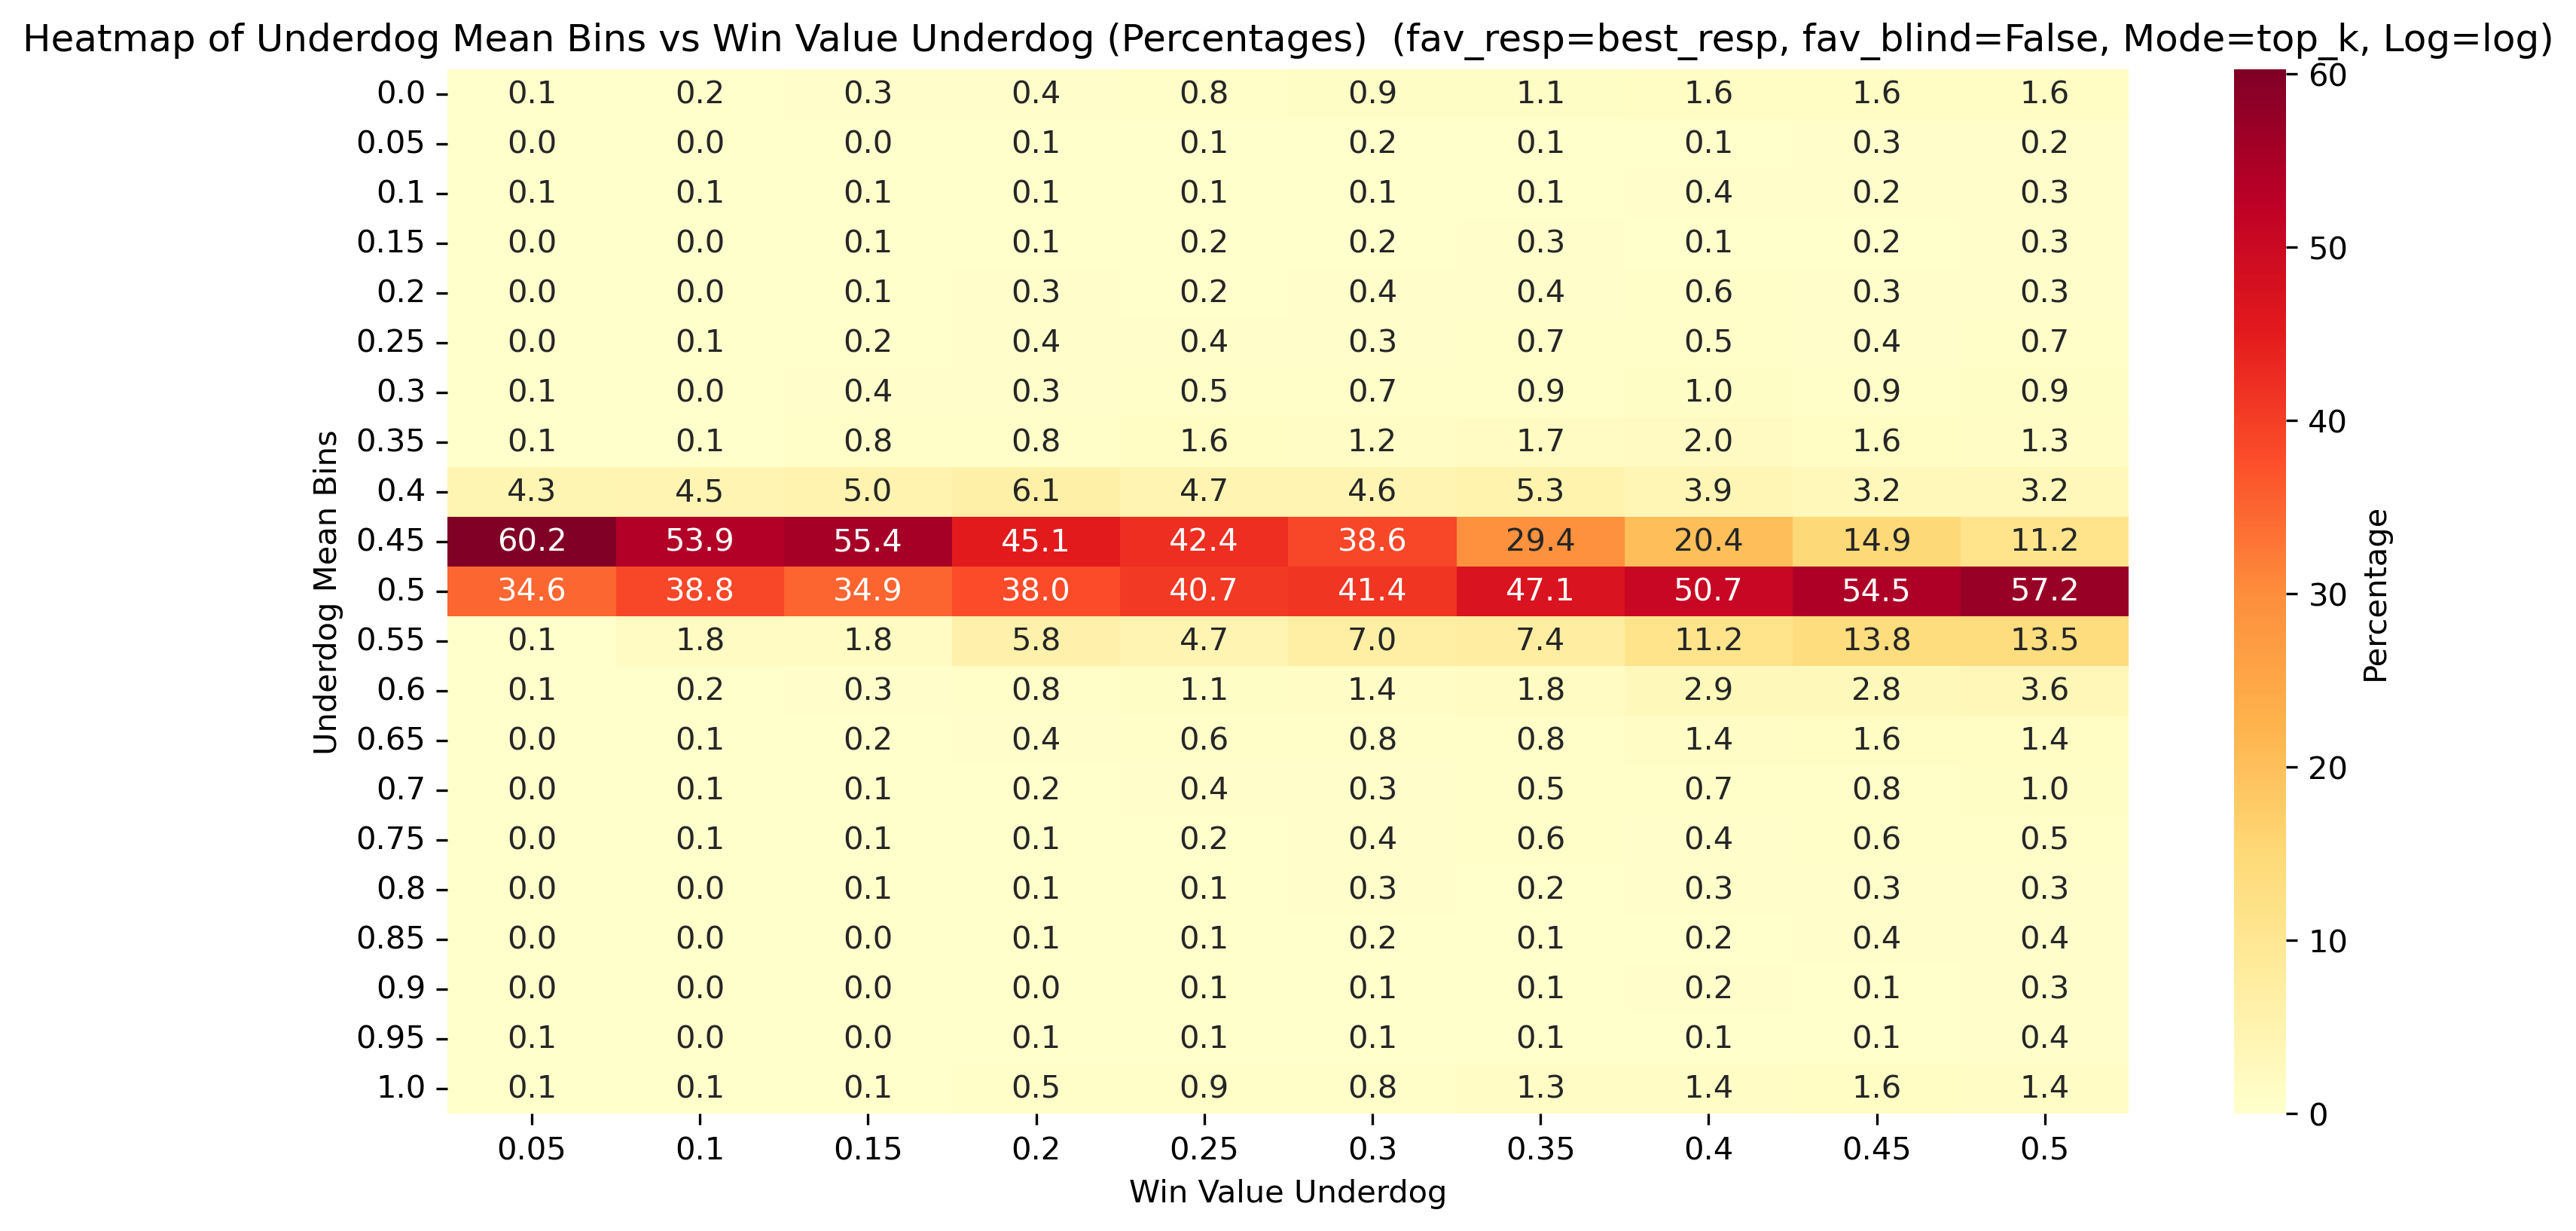 Heatmap of Underdog Mean Bins vs Win Value Underdog (Percentages)  (fav_resp=best_resp, fav_blind=False, Mode=top_k, Log=log)
0.0 0.1 0.2 0.3 0.4 0.8 0.9 1.1 1.6 1.6 1.6
0.05 0.0 0.0 0.0 0.1 0.1 0.2 0.1 0.1 0.3 0.2
0.1 0.1 0.1 0.1 0.1 0.1 0.1 0.1 0.4 0.2 0.3
0.15 0.0 0.0 0.1 0.1 0.2 0.2 0.3 0.1 0.2 0.3
0.2 0.0 0.0 0.1 0.3 0.2 0.4 0.4 0.6 0.3 0.3
0.25 0.0 0.1 0.2 0.4 0.4 0.3 0.7 0.5 0.4 0.7
0.3 0.1 0.0 0.4 0.3 0.5 0.7 0.9 1.0 0.9 0.9
0.35 0.1 0.1 0.8 0.8 1.6 1.2 1.7 2.0 1.6 1.3
0.4 4.3 4.5 5.0 6.1 4.7 4.6 5.3 3.9 3.2 3.2
0.45 60.2 53.9 55.4 45.1 42.4 38.6 29.4 20.4 14.9 11.2
0.5 34.6 38.8 34.9 38.0 40.7 41.4 47.1 50.7 54.5 57.2
0.55 0.1 1.8 1.8 5.8 4.7 7.0 7.4 11.2 13.8 13.5
0.6 0.1 0.2 0.3 0.8 1.1 1.4 1.8 2.9 2.8 3.6
0.65 0.0 0.1 0.2 0.4 0.6 0.8 0.8 1.4 1.6 1.4
0.7 0.0 0.1 0.1 0.2 0.4 0.3 0.5 0.7 0.8 1.0
0.75 0.0 0.1 0.1 0.1 0.2 0.4 0.6 0.4 0.6 0.5
0.8 0.0 0.0 0.1 0.1 0.1 0.3 0.2 0.3 0.3 0.3
0.85 0.0 0.0 0.0 0.1 0.1 0.2 0.1 0.2 0.4 0.4
0.9 0.0 0.0 0.0 0.0 0.1 0.1 0.1 0.2 0.1 0.3
0.95 0.1 0.0 0.0 0.1 0.1 0.1 0.1 0.1 0.1 0.4
1.0 0.1 0.1 0.1 0.5 0.9 0.8 1.3 1.4 1.6 1.4
0.05 0.1 0.15 0.2 0.25 0.3 0.35 0.4 0.45 0.5
Win Value Underdog
Underdog Mean Bins
60
50
40
30
20
10
0
Percentage